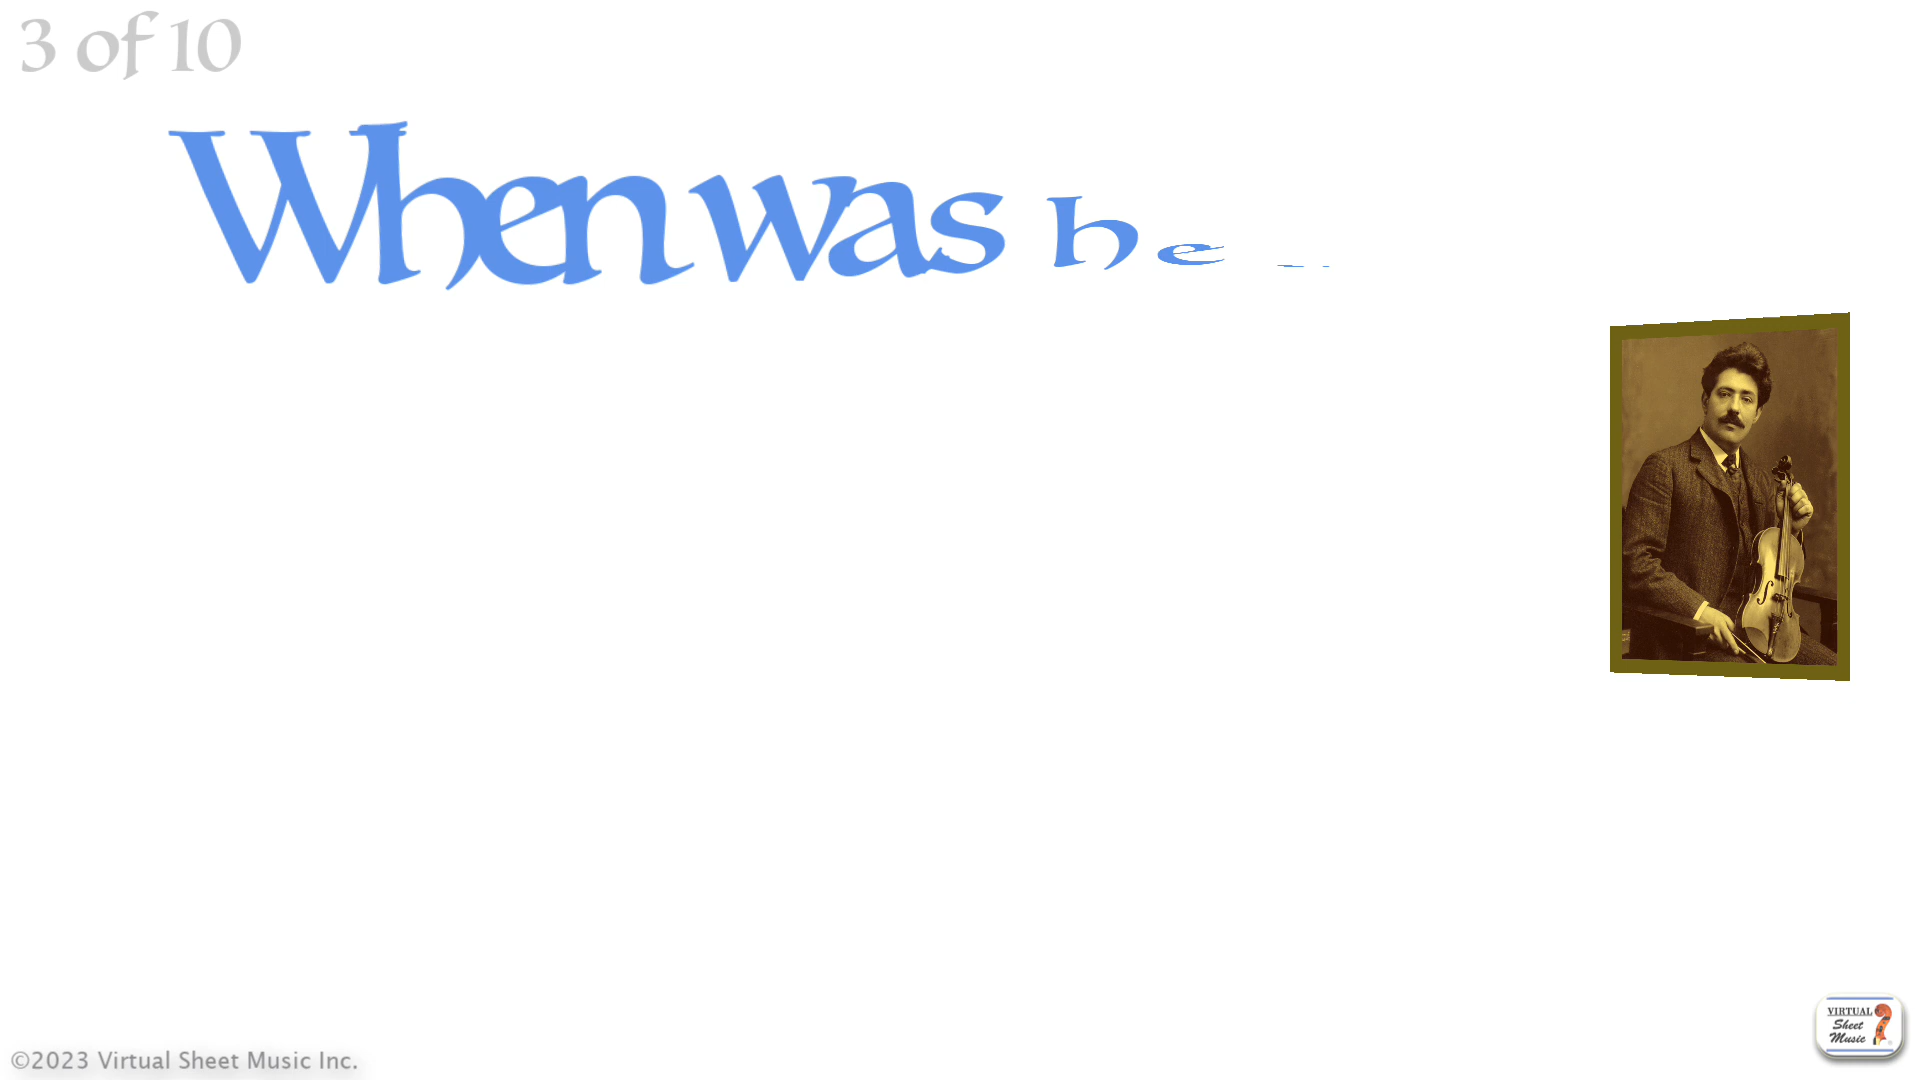 3 of 10
When was he
VIRTUAL
Sheet
Music
©2023 Virtual Sheet Music Inc.